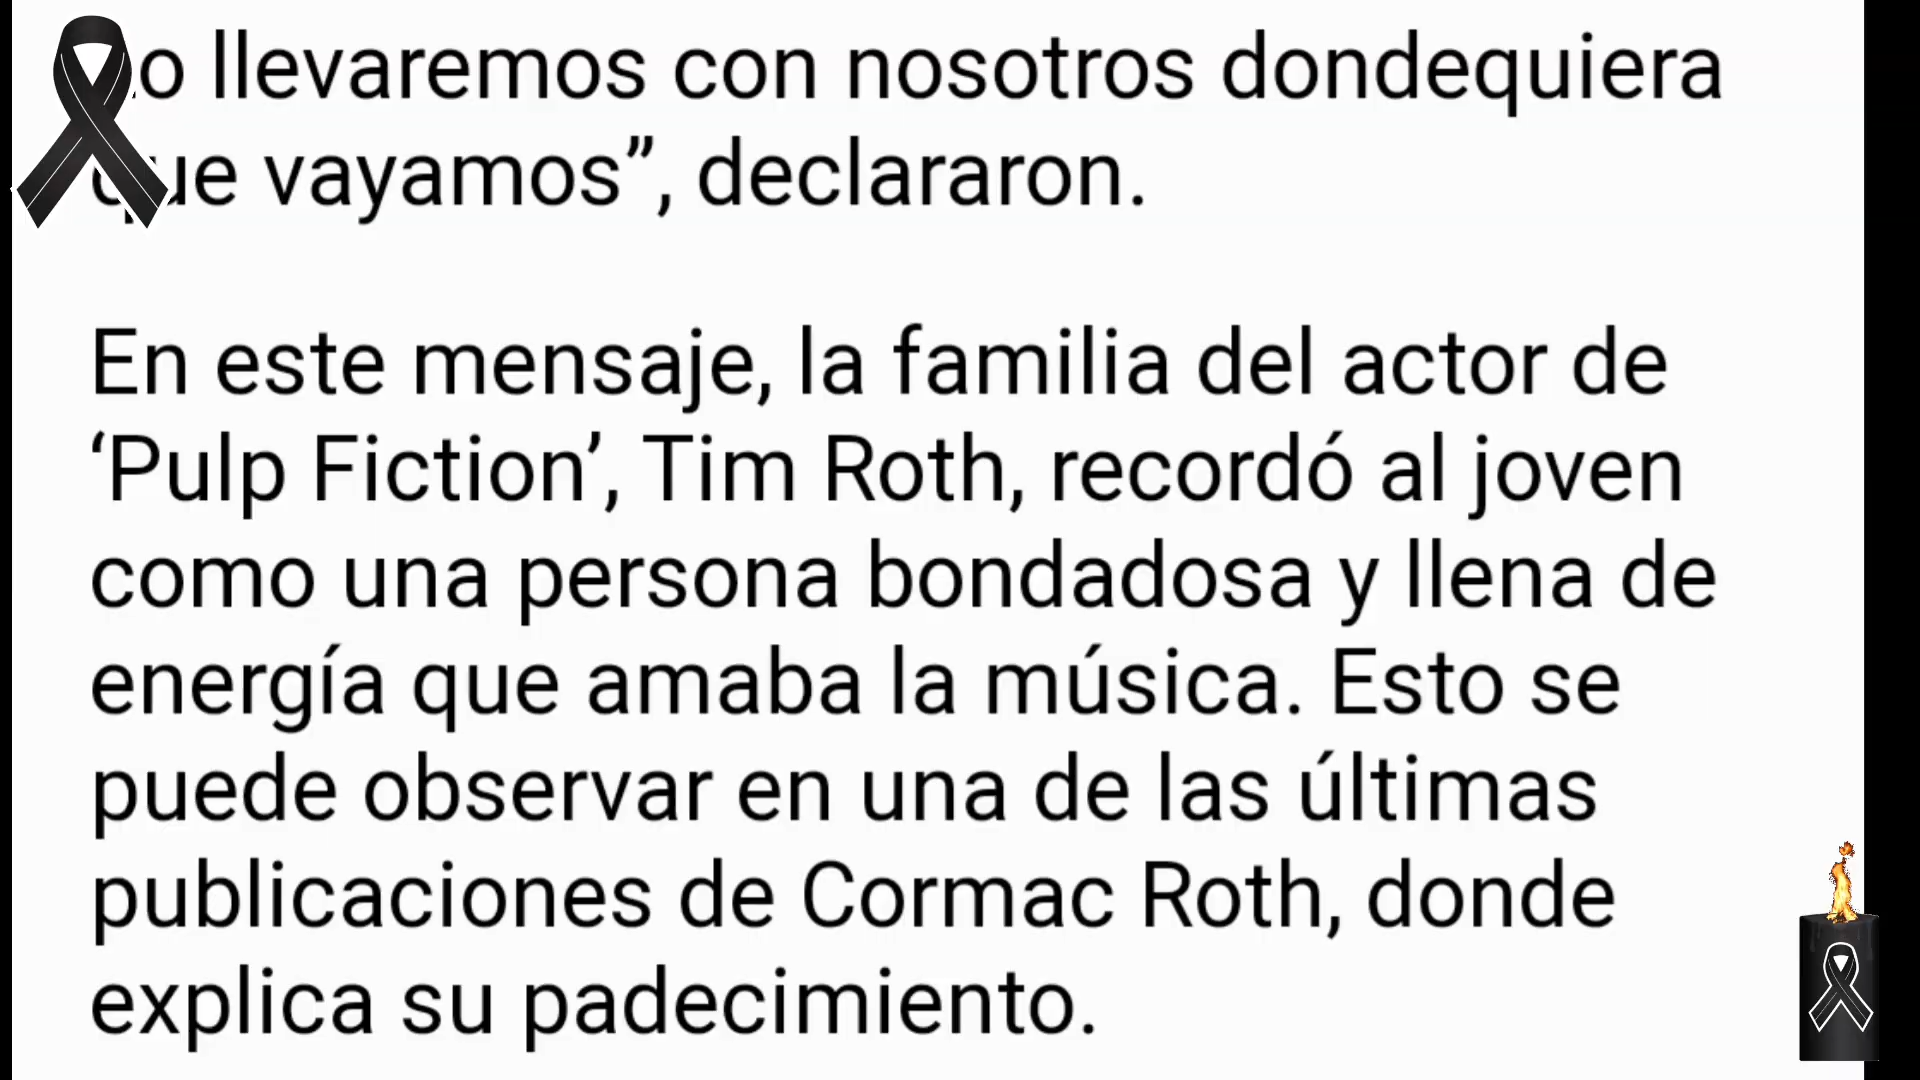 llevaremos con nosotros dondequiera
que vayamos”, declararon.
En este mensaje, la familia del actor de
‘Pulp Fiction’, Tim Roth, recordó al joven
como una persona bondadosa y llena de
energía que amaba la música. Esto se
puede observar en una de las últimas
publicaciones de Cormac Roth, donde
explica su padecimiento.